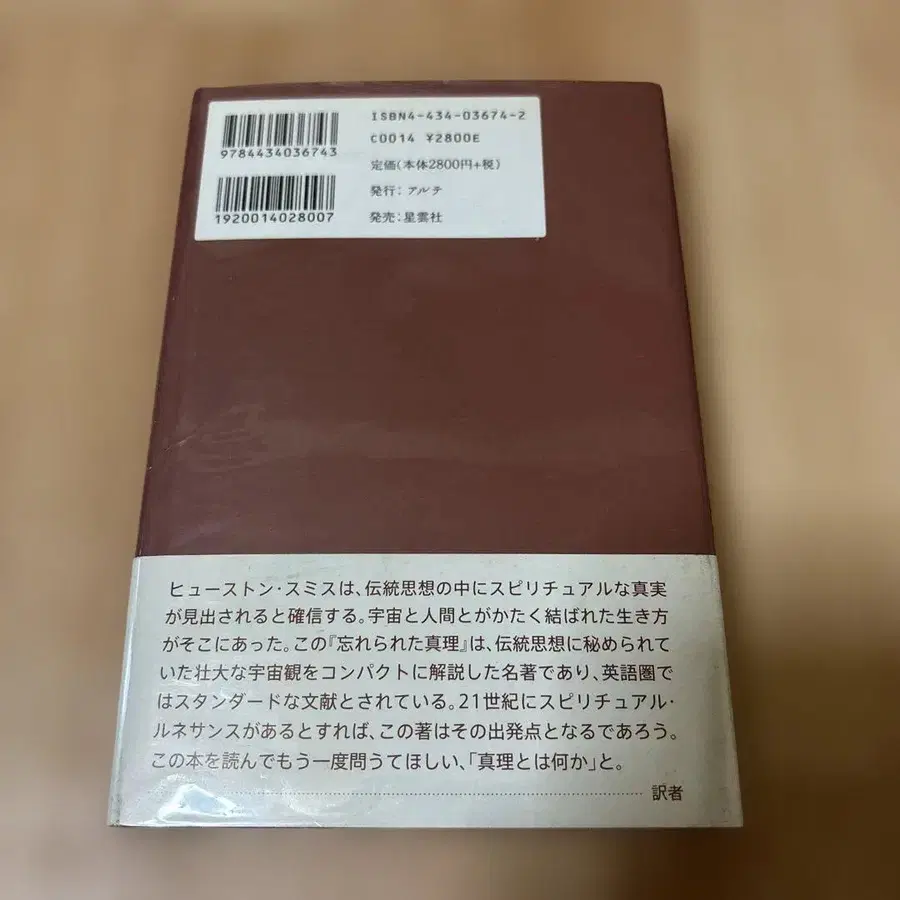 ISBN4-434-03674-2
C0014 ¥2800E
定価(本体2800円+税)
発行：アルテ
発売：星雲社
9784434036743
1920014028007
ヒューストン・スミスは、伝統思想の中にスピリチュアルな真実
が見出されると確信する。宇宙と人間とがかたく結ばれた生き方
がそこにあった。この『忘れられた真理』は、伝統思想に秘められて
いた壮大な宇宙観をコンパクトに解説した名著であり、英語圏で
はスタンダードな文献とされている。21世紀にスピリチュアル・
ルネサンスがあるとすれば、この著はその出発点となるであろう。
この本を読んでもう一度問うてほしい、「真理とは何か」と。
訳者